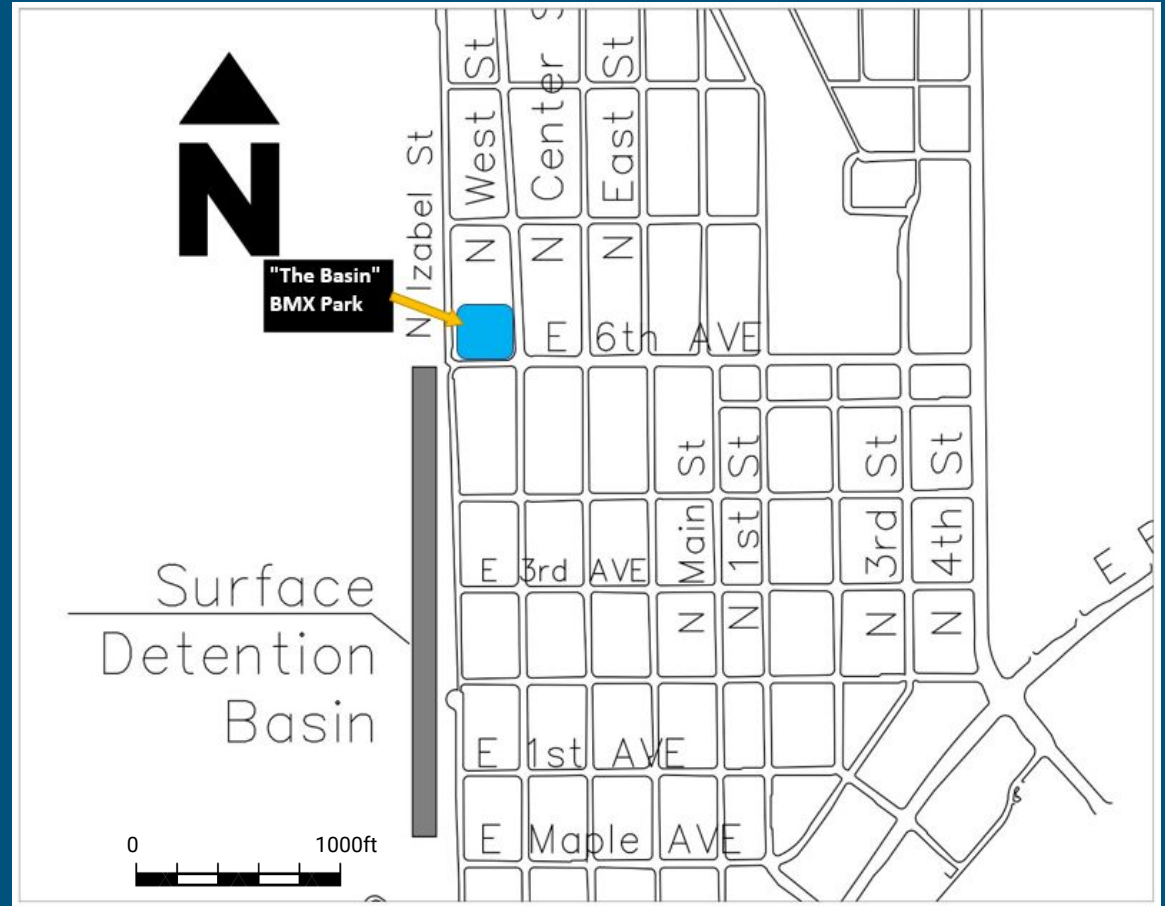 N West St
N Center S
N East St
N Izabel St
N
"The Basin"
BMX Park
E 6th AVE
N Main St
N 1st St
N 3rd St
N 4th St
E 3rd AVE
Surface
Detention
Basin
E 1st AVE
E Maple AVE
0 1000ft